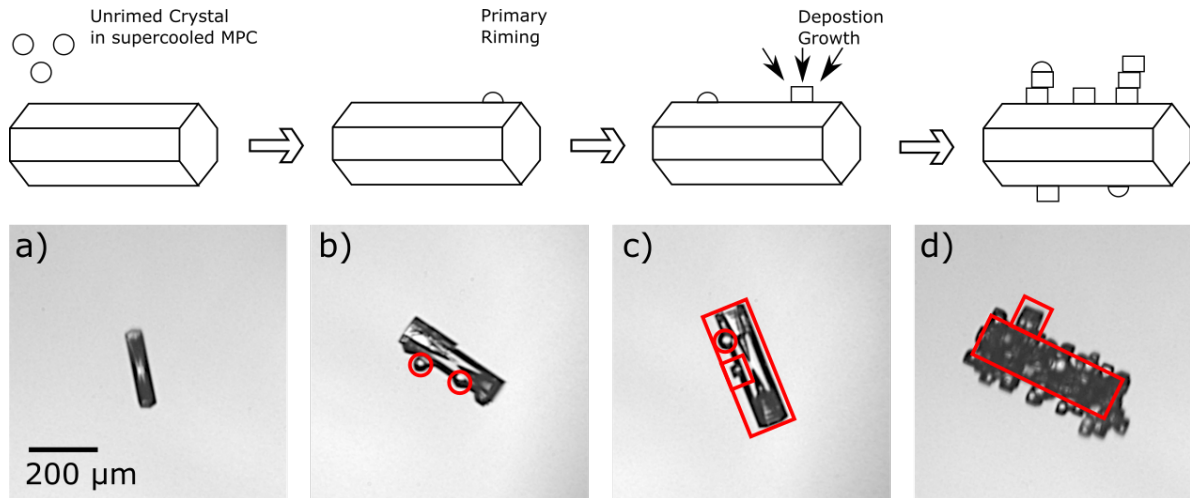 Unrimed Crystal
in supercooled MPC
Primary
Riming
Depostion
Growth
a)
b)
c)
d)
200 µm